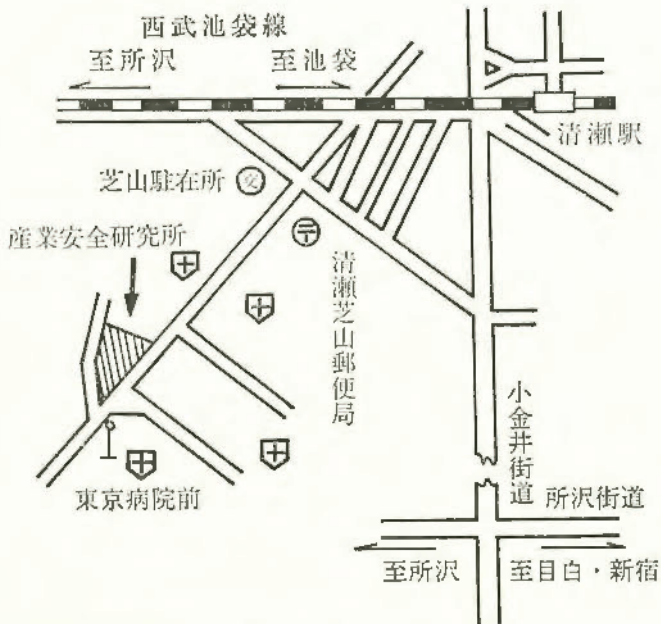 西武池袋線
至所沢
至池袋
清瀬駅
芝山駐在所
交
産業安全研究所
〒
清瀬芝山郵便局
小金井街道
東京病院前
所沢街道
至所沢
至目白・新宿